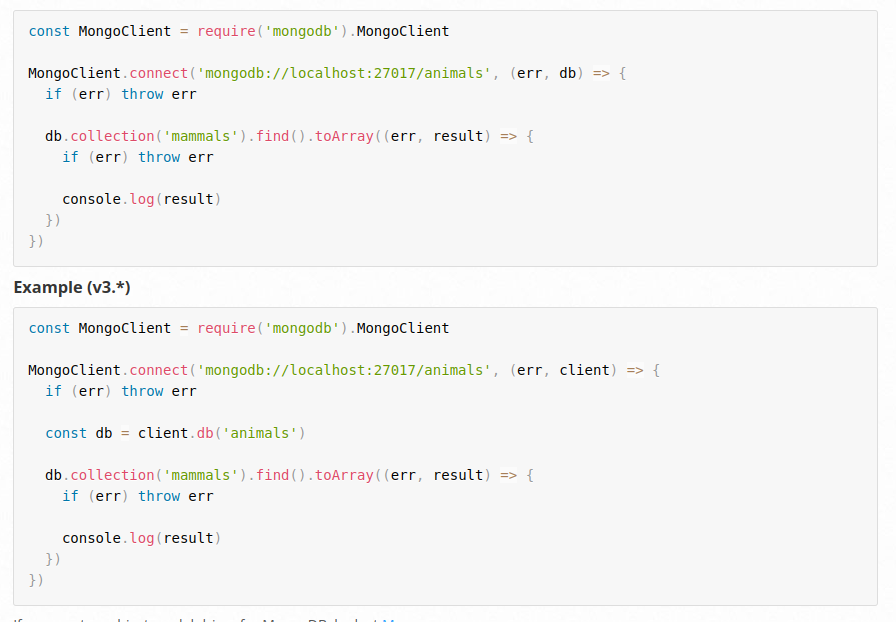 const MongoClient = require('mongodb').MongoClient
MongoClient.connect('mongodb://localhost:27017/animals', (err, db) => {
  if (err) throw err
  db.collection('mammals').find().toArray((err, result) => {
    if (err) throw err
    console.log(result)
  })
})
Example (v3.*)
const MongoClient = require('mongodb').MongoClient
MongoClient.connect('mongodb://localhost:27017/animals', (err, client) => {
  if (err) throw err
  const db = client.db('animals')
  db.collection('mammals').find().toArray((err, result) => {
    if (err) throw err
    console.log(result)
  })
})